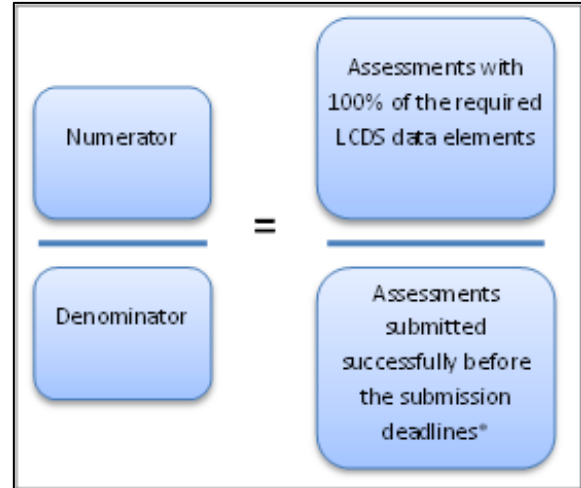 Numerator
=
Assessments with
100% of the required
LCDS data elements
Denominator
Assessments
submitted
successfully before
the submission
deadlines*